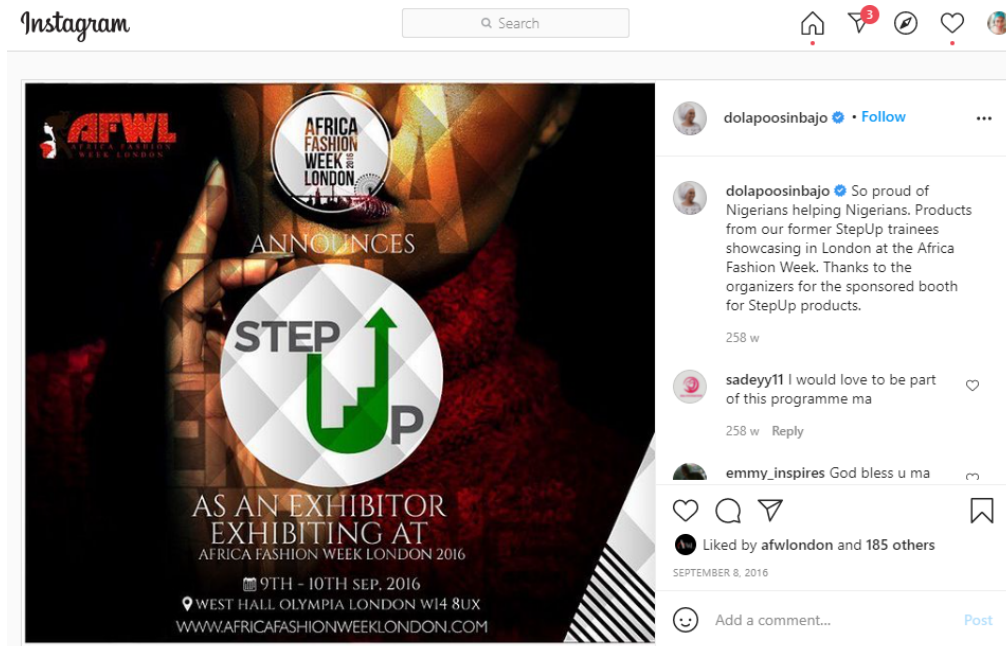 Instagram
Search
3
AFWL
AFRICA FASHION
WEEK LONDON
AFRICA
FASHION
WEEK 2016
LONDON
ANNOUNCES
STEP
UP
AS AN EXHIBITOR
EXHIBITING AT
AFRICA FASHION WEEK LONDON 2016
9TH - 10TH SEP, 2016
WEST HALL OLYMPIA LONDON W14 8UX
WWW.AFRICAFASHIONWEEKLONDON.COM
dolapoosinbajo • Follow
dolapoosinbajo So proud of
Nigerians helping Nigerians. Products
from our former StepUp trainees
showcasing in London at the Africa
Fashion Week. Thanks to the
organizers for the sponsored booth
for StepUp products.
258 w
sadeyy11 I would love to be part
of this programme ma
258 w Reply
emmy_inspires God bless u ma
Liked by afwlondon and 185 others
SEPTEMBER 8, 2016
Add a comment... Post